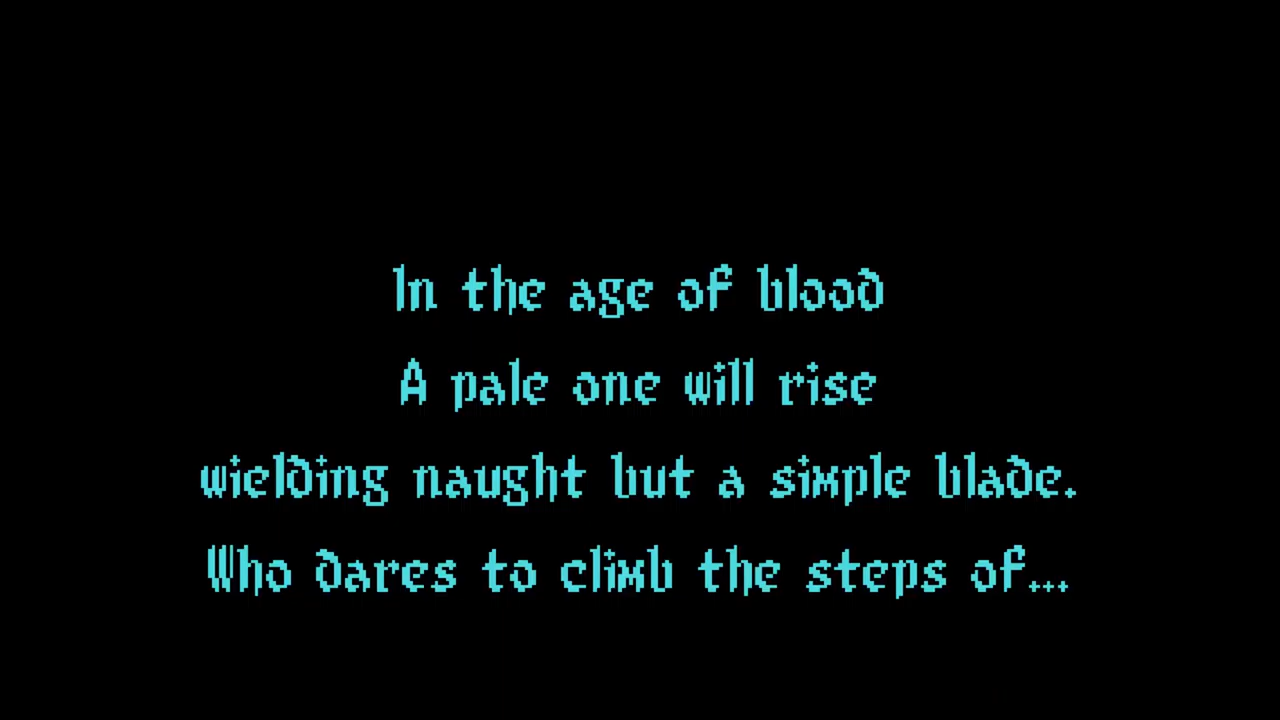 In the age of blood
A pale one will rise
wielding naught but a simple blade.
Who dares to climb the steps of...